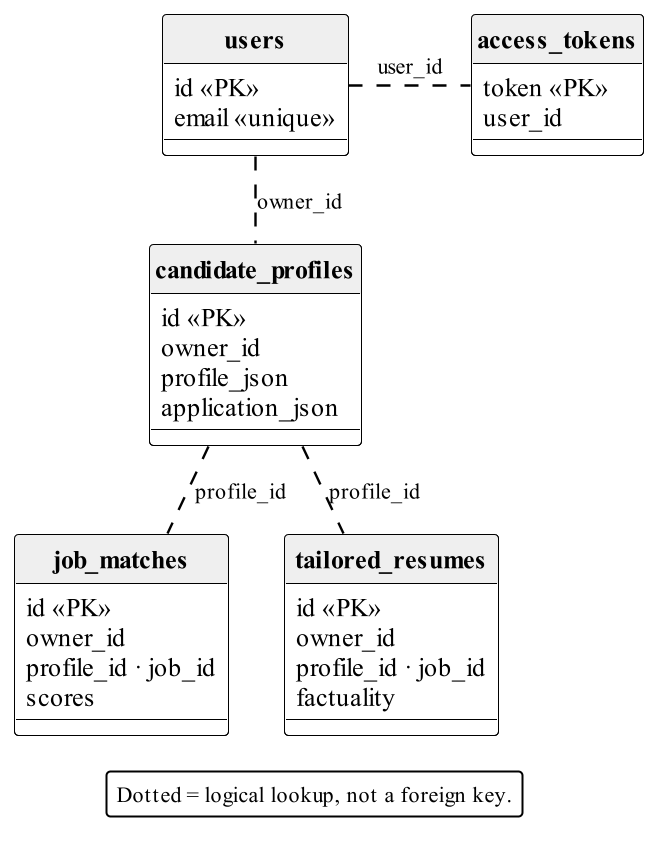 users
id «PK»
email «unique»
access_tokens
token «PK»
user_id
user_id
owner_id
candidate_profiles
id «PK»
owner_id
profile_json
application_json
profile_id
profile_id
job_matches
id «PK»
owner_id
profile_id · job_id
scores
tailored_resumes
id «PK»
owner_id
profile_id · job_id
factuality
Dotted = logical lookup, not a foreign key.